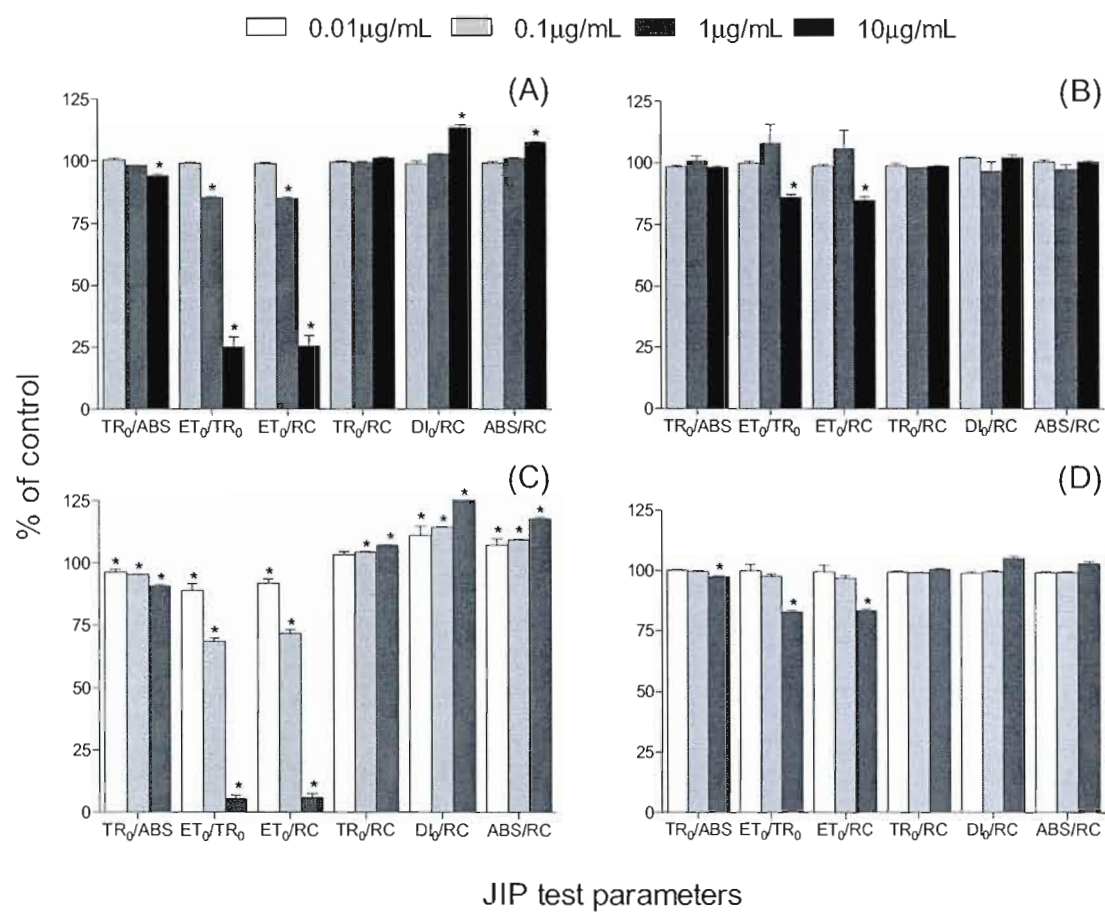 0.01µg/mL 0.1µg/mL 1µg/mL 10µg/mL
(A)
125
100
75
50
25
0
* * * * * * * *
TR₀/ABS ET₀/TR₀ ET₀/RC TR₀/RC DI₀/RC ABS/RC
(B)
125
100
75
50
25
0
* *
TR₀/ABS ET₀/TR₀ ET₀/RC TR₀/RC DI₀/RC ABS/RC
(C)
125
100
75
50
25
0
* * * * * * * * * * * * * * * * *
TR₀/ABS ET₀/TR₀ ET₀/RC TR₀/RC DI₀/RC ABS/RC
(D)
125
100
75
50
25
0
* * *
TR₀/ABS ET₀/TR₀ ET₀/RC TR₀/RC DI₀/RC ABS/RC
% of control
JIP test parameters